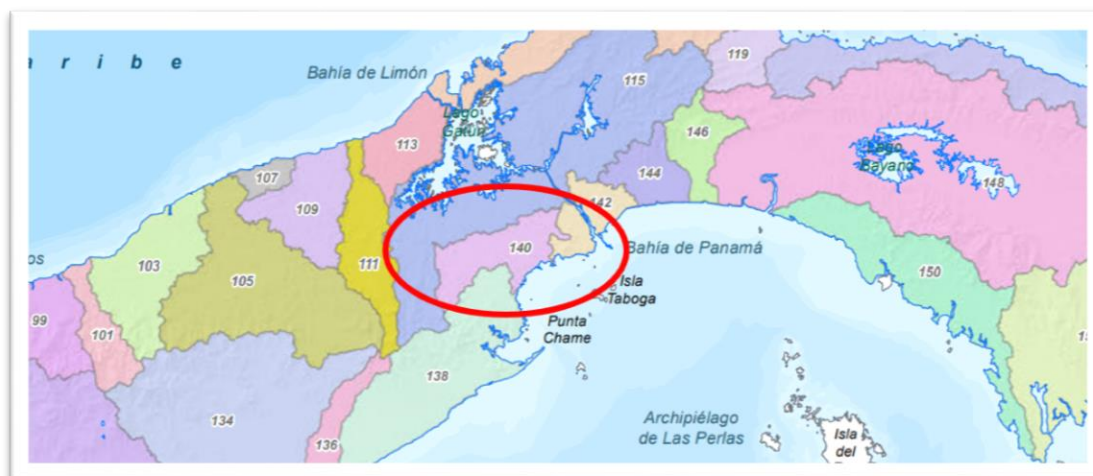 a r i b e
Bahía de Limón
119
115
Lago
Gatún
146
113
Lago
Bayano
107
144
148
109
142
140
Bahía de Panamá
111
103
150
105
Isla
Taboga
99
101
Punta
Chame
138
134
136
Archipiélago
de Las Perlas
Isla
del